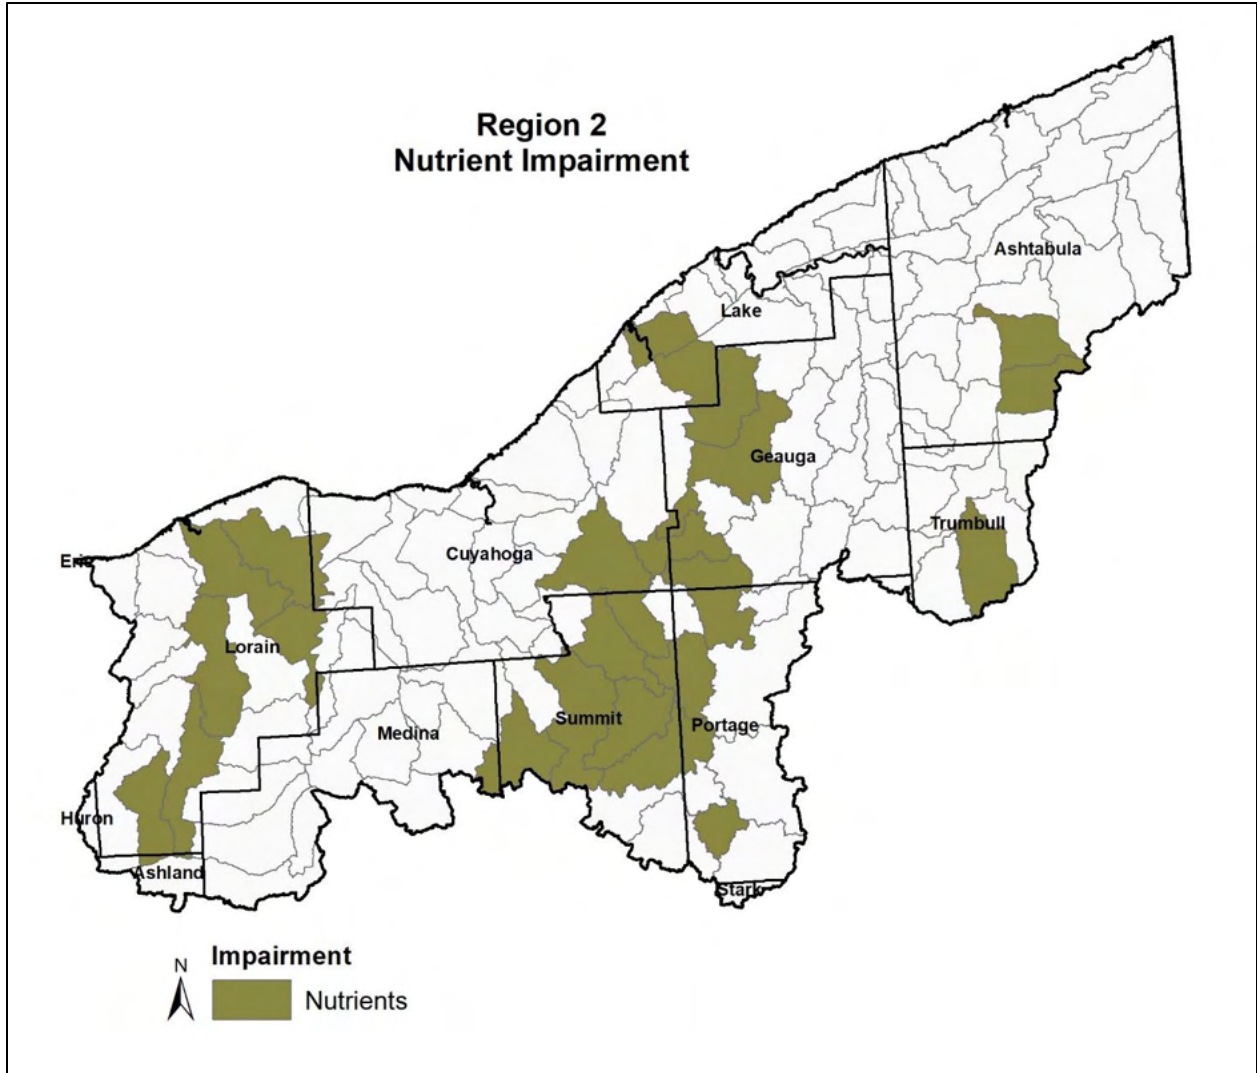 Region 2
Nutrient Impairment
Ashtabula
Lake
Geauga
Trumbull
Cuyahoga
Erie
Lorain
Summit
Portage
Medina
Huron
Ashland
Stark
Impairment
N
Nutrients